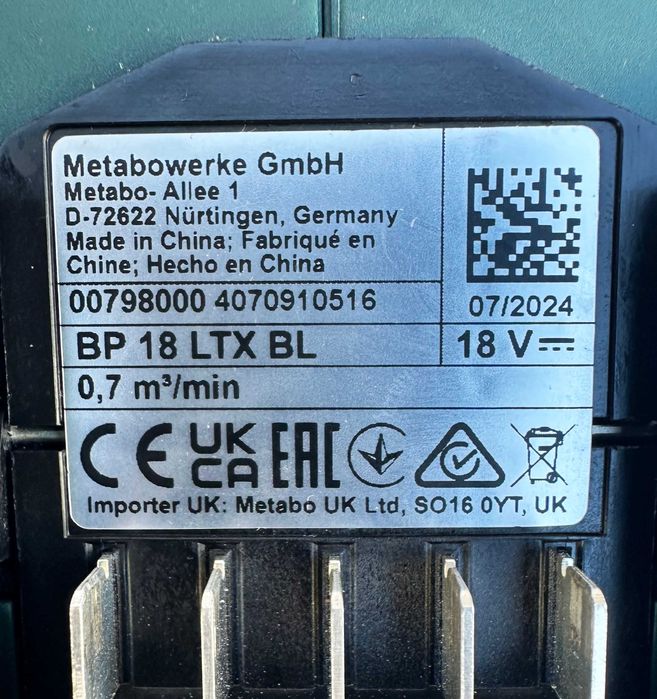 Metabowerke GmbH
Metabo- Allee 1
D-72622 Nürtingen, Germany
Made in China; Fabriqué en
Chine; Hecho en China
00798000 4070910516
07/2024
BP 18 LTX BL
18 V
0,7 m³/min
CE UKCA EAC
Importer UK: Metabo UK Ltd, SO16 0YT, UK